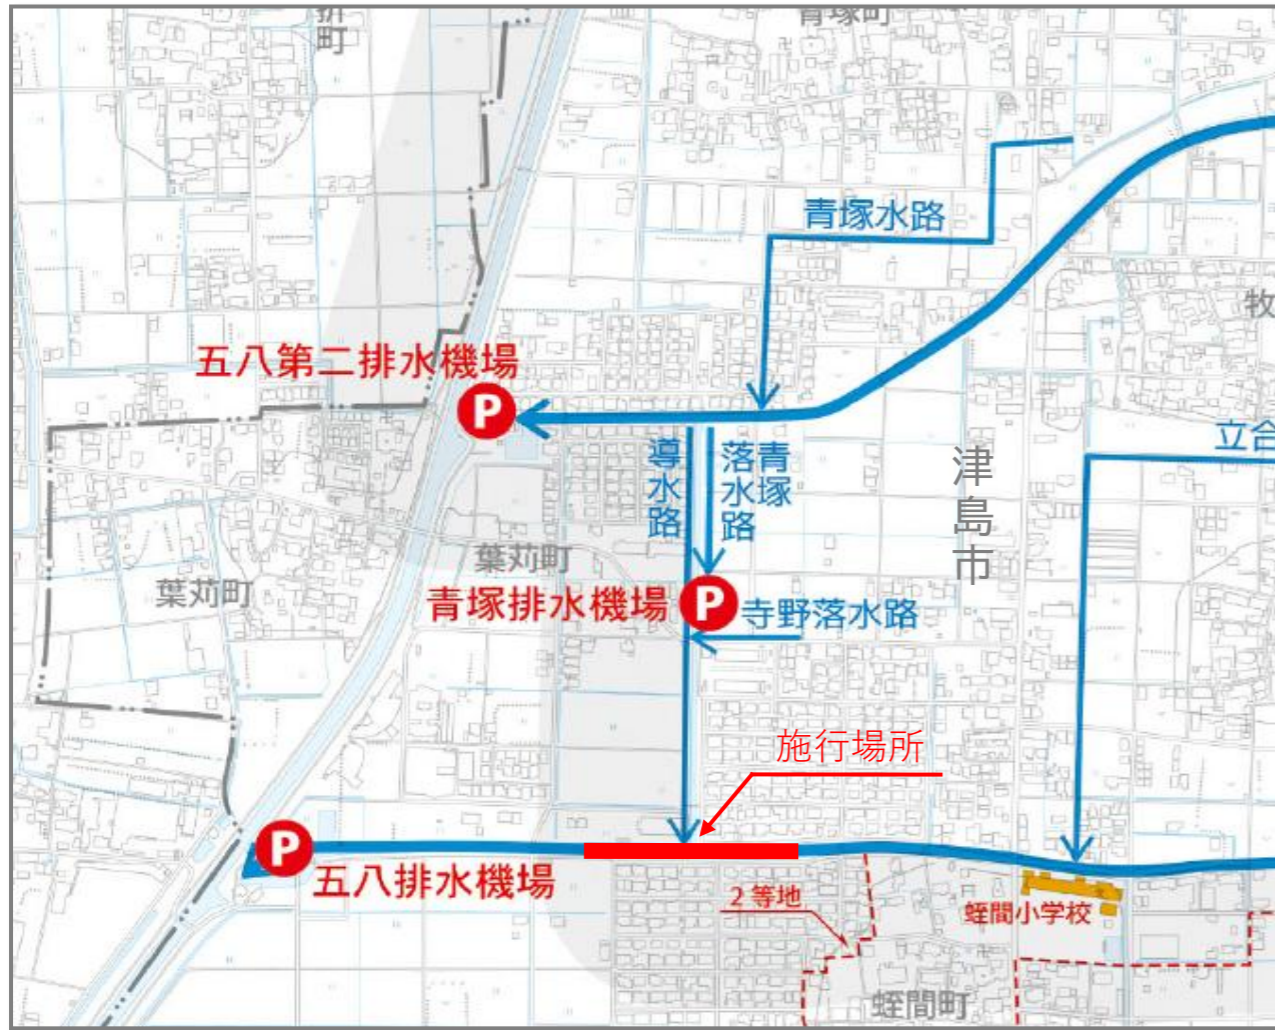 折町
青塚町
青塚水路
牧
五八第二排水機場
P
立合
導水路
青塚
落水路
津島市
葉苅町
葉苅町
青塚排水機場
P
寺野落水路
施行場所
P
五八排水機場
2等地
蛭間小学校
蛭間町